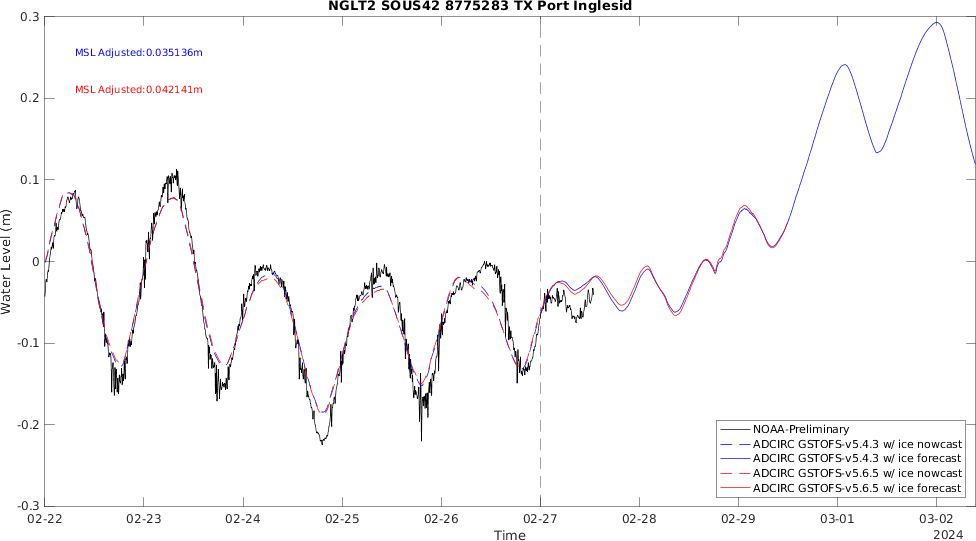 NGLT2 SOUS42 8775283 TX Port Inglesid
MSL Adjusted:0.035136m
MSL Adjusted:0.042141m
Water Level (m)
0.3
0.2
0.1
0
-0.1
-0.2
-0.3
NOAA-Preliminary
ADCIRC GSTOFS-v5.4.3 w/ ice nowcast
ADCIRC GSTOFS-v5.4.3 w/ ice forecast
ADCIRC GSTOFS-v5.6.5 w/ ice nowcast
ADCIRC GSTOFS-v5.6.5 w/ ice forecast
02-22 02-23 02-24 02-25 02-26 02-27 02-28 02-29 03-01 03-02
Time
2024